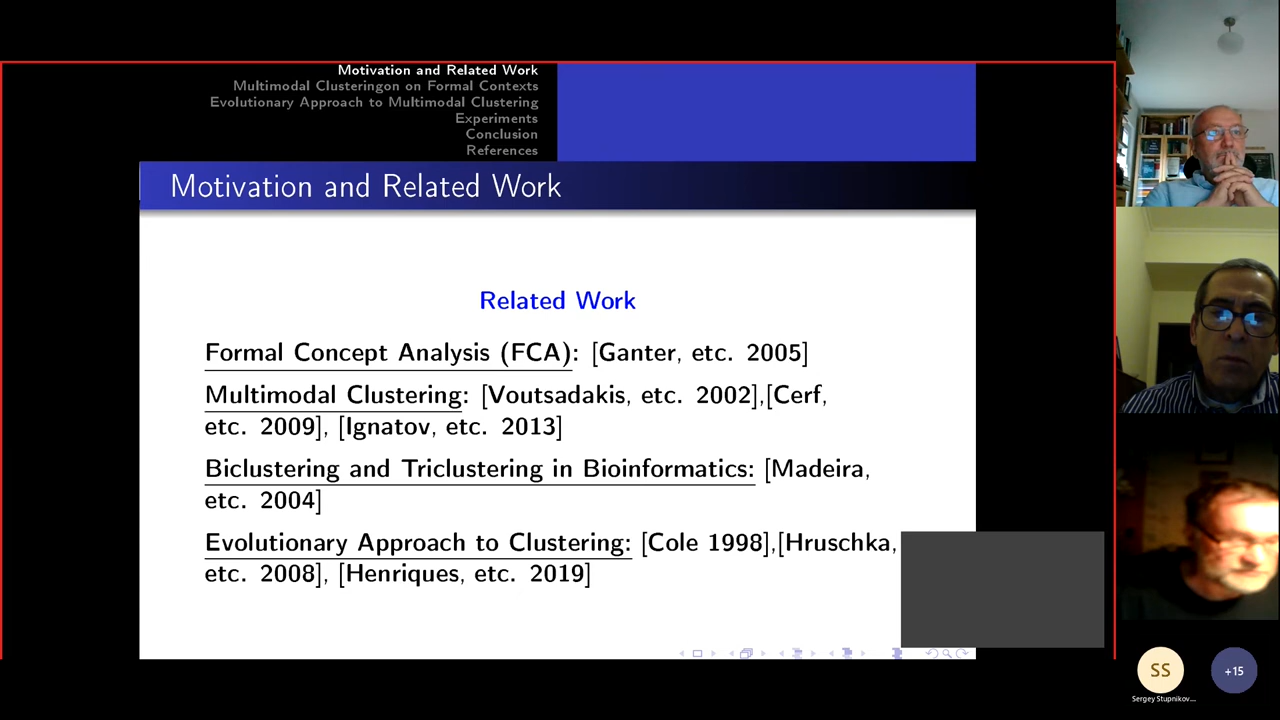 Motivation and Related Work
Multimodal Clusteringon on Formal Contexts
Evolutionary Approach to Multimodal Clustering
Experiments
Conclusion
References
Motivation and Related Work
Related Work
Formal Concept Analysis (FCA): [Ganter, etc. 2005]
Multimodal Clustering: [Voutsadakis, etc. 2002],[Cerf,
etc. 2009], [Ignatov, etc. 2013]
Biclustering and Triclustering in Bioinformatics: [Madeira,
etc. 2004]
Evolutionary Approach to Clustering: [Cole 1998],[Hruschka,
etc. 2008], [Henriques, etc. 2019]
SS
+15
Sergey Stupnikov...